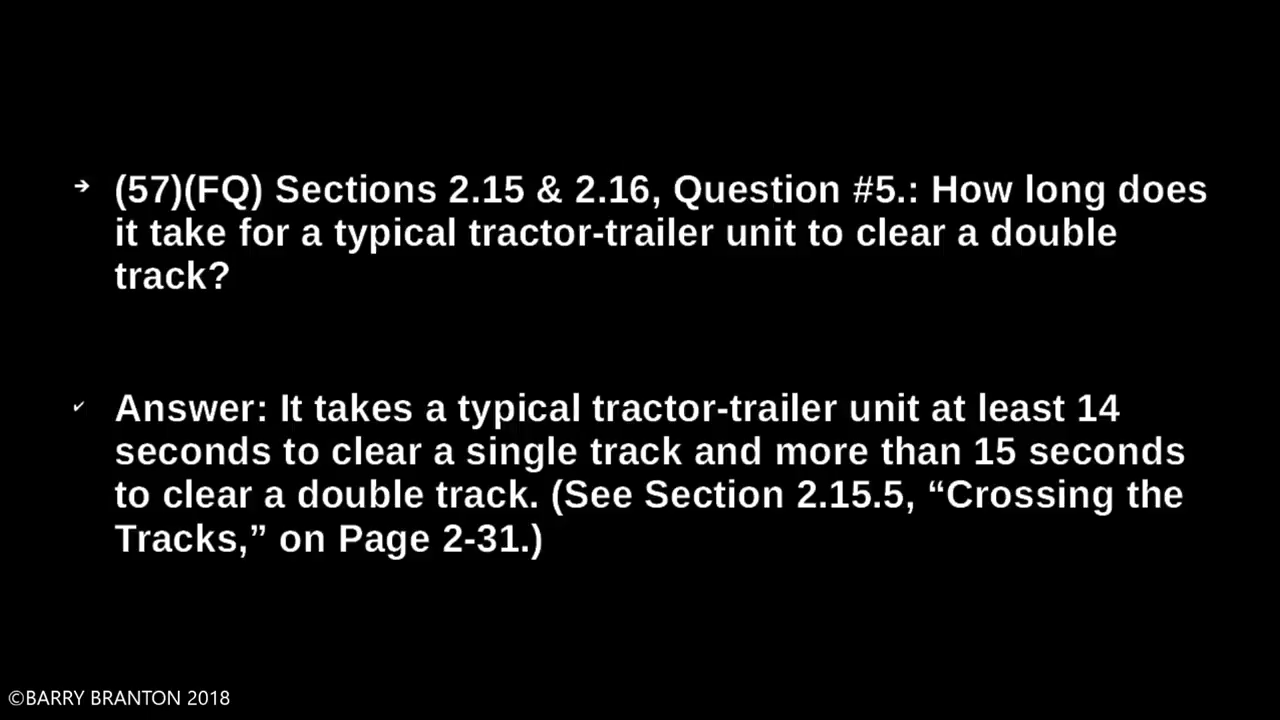 ➔ (57)(FQ) Sections 2.15 & 2.16, Question #5.: How long does
it take for a typical tractor-trailer unit to clear a double
track?
✓ Answer: It takes a typical tractor-trailer unit at least 14
seconds to clear a single track and more than 15 seconds
to clear a double track. (See Section 2.15.5, “Crossing the
Tracks,” on Page 2-31.)
©BARRY BRANTON 2018